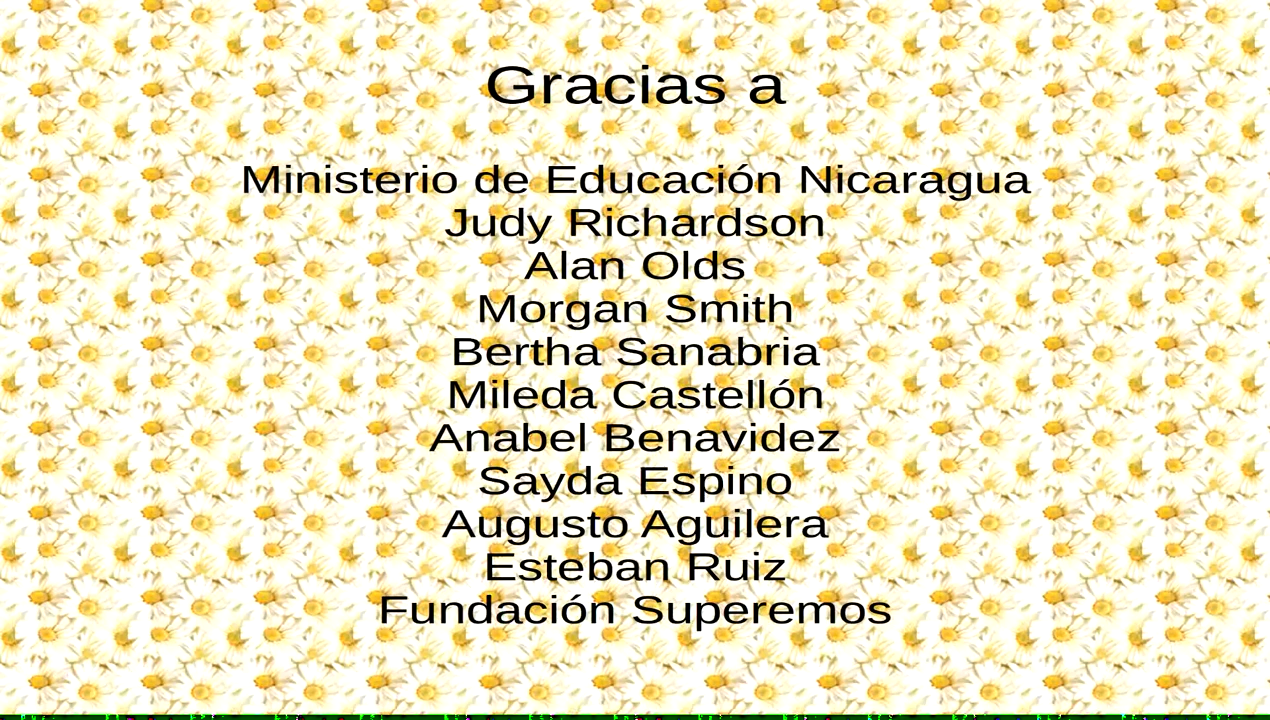 Gracias a
Ministerio de Educación Nicaragua
Judy Richardson
Alan Olds
Morgan Smith
Bertha Sanabria
Mileda Castellón
Anabel Benavidez
Sayda Espino
Augusto Aguilera
Esteban Ruiz
Fundación Superemos